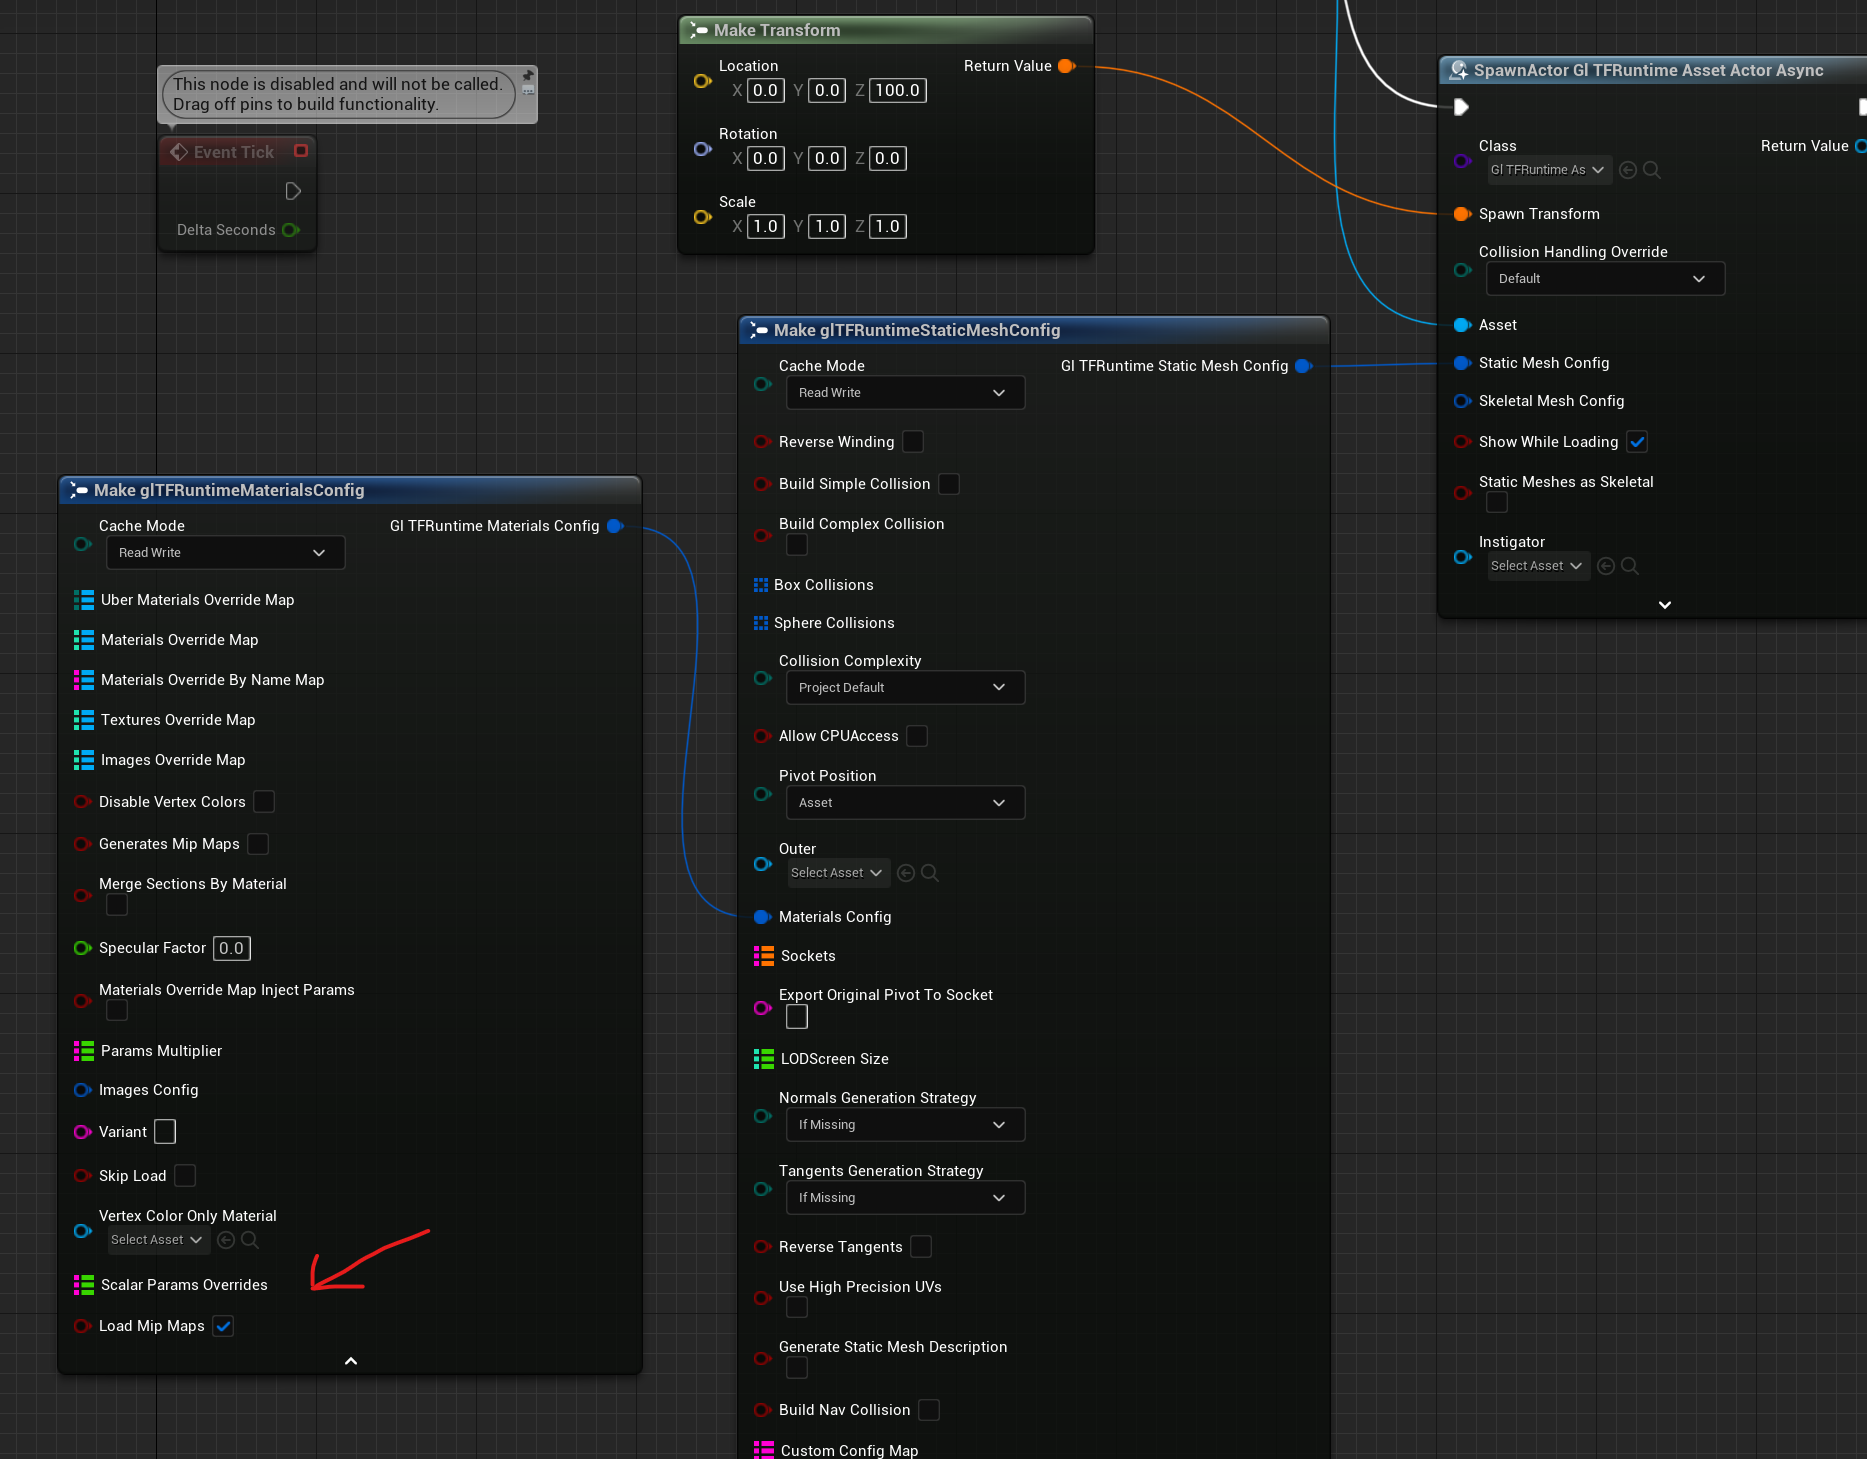 Make Transform
Location
Return Value
X 0.0 Y 0.0 Z 100.0
Rotation
X 0.0 Y 0.0 Z 0.0
Scale
X 1.0 Y 1.0 Z 1.0
This node is disabled and will not be called.
Drag off pins to build functionality.
Event Tick
Delta Seconds
SpawnActor Gl TFRuntime Asset Actor Async
Class
Return Value
Gl TFRuntime As
Spawn Transform
Collision Handling Override
Default
Asset
Static Mesh Config
Skeletal Mesh Config
Show While Loading
Static Meshes as Skeletal
Instigator
Select Asset
Make glTFRuntimeStaticMeshConfig
Cache Mode
Gl TFRuntime Static Mesh Config
Read Write
Reverse Winding
Build Simple Collision
Build Complex Collision
Box Collisions
Sphere Collisions
Collision Complexity
Project Default
Allow CPUAccess
Pivot Position
Asset
Outer
Select Asset
Materials Config
Sockets
Export Original Pivot To Socket
LODScreen Size
Normals Generation Strategy
If Missing
Tangents Generation Strategy
If Missing
Reverse Tangents
Use High Precision UVs
Generate Static Mesh Description
Build Nav Collision
Custom Config Map
Make glTFRuntimeMaterialsConfig
Cache Mode
Gl TFRuntime Materials Config
Read Write
Uber Materials Override Map
Materials Override Map
Materials Override By Name Map
Textures Override Map
Images Override Map
Disable Vertex Colors
Generates Mip Maps
Merge Sections By Material
Specular Factor 0.0
Materials Override Map Inject Params
Params Multiplier
Images Config
Variant
Skip Load
Vertex Color Only Material
Select Asset
Scalar Params Overrides
Load Mip Maps